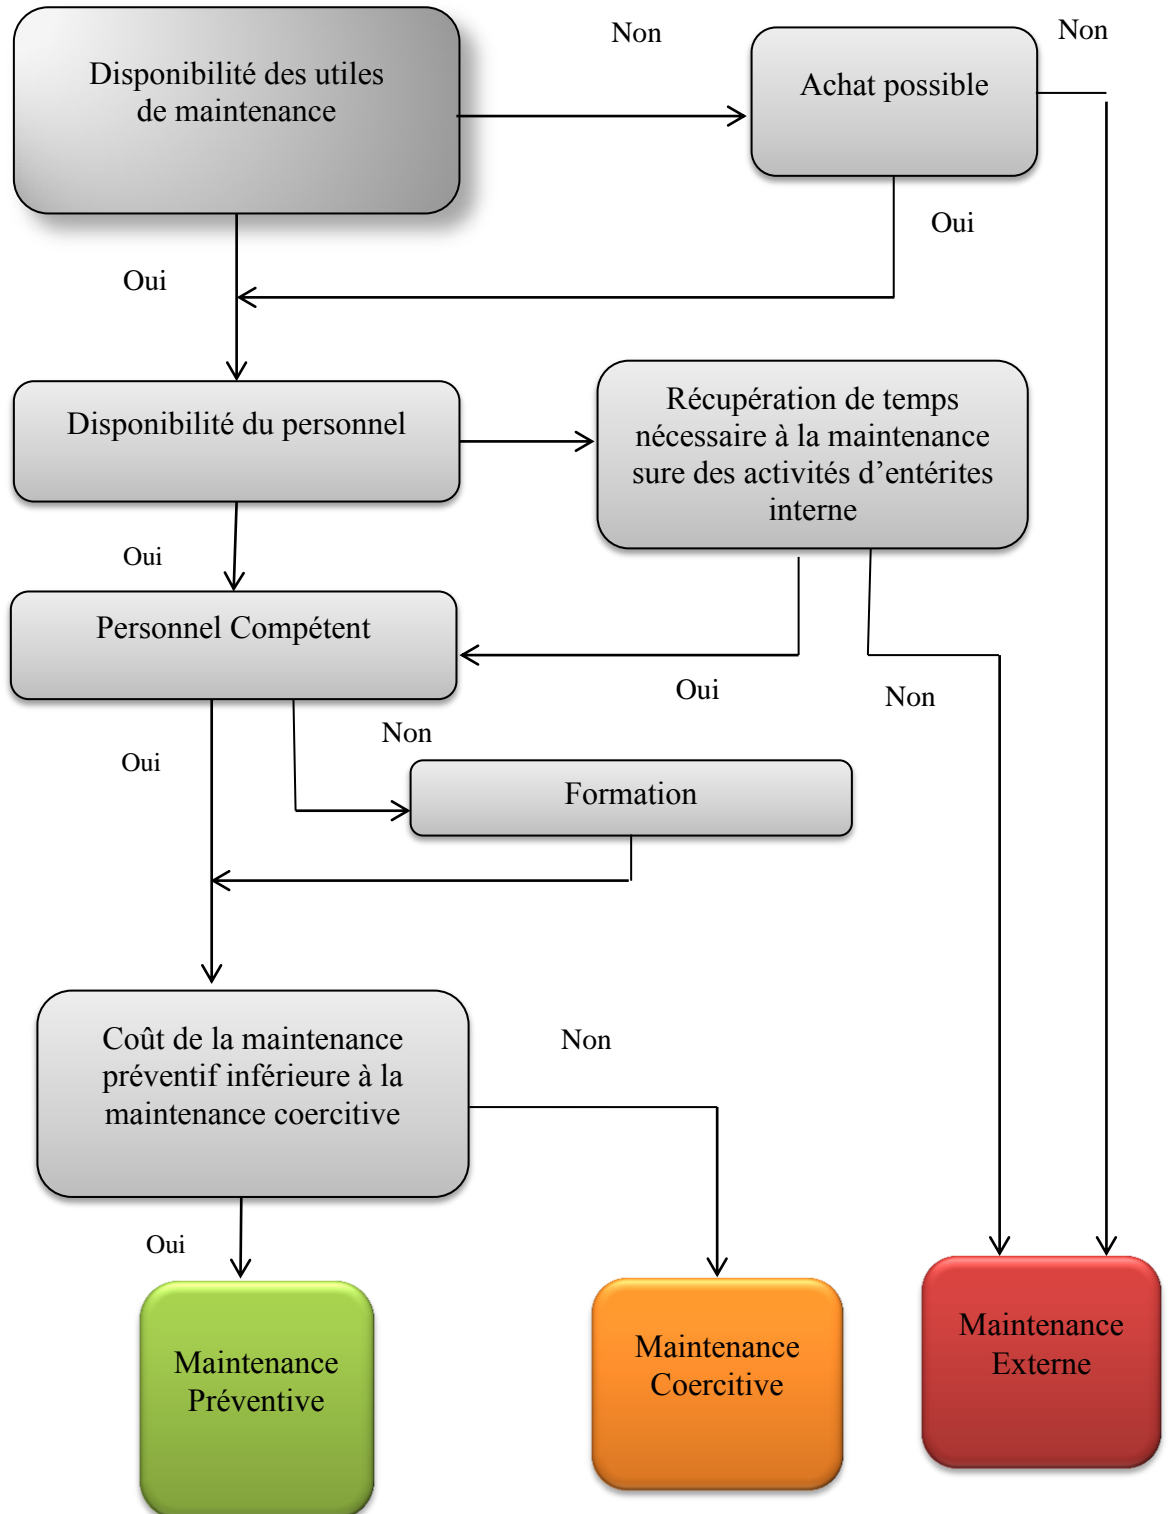 Non
Non
Disponibilité des utiles
de maintenance
Achat possible
Oui
Oui
Disponibilité du personnel
Récupération de temps
nécessaire à la maintenance
sure des activités d’entérites
interne
Oui
Personnel Compétent
Oui
Non
Non
Oui
Formation
Coût de la maintenance
préventif inférieure à la
maintenance coercitive
Non
Oui
Maintenance
Préventive
Maintenance
Coercitive
Maintenance
Externe